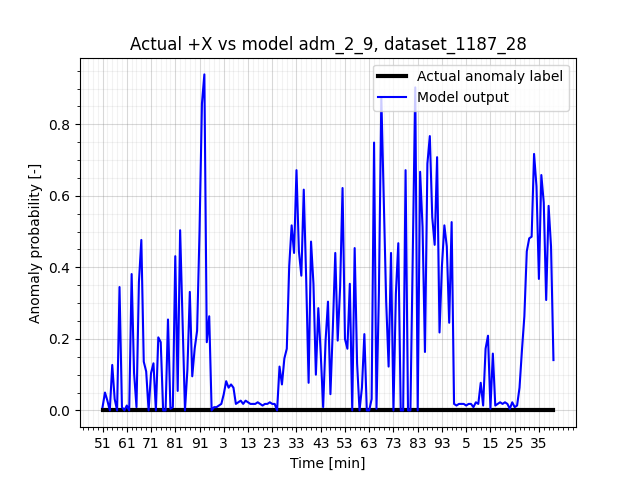 Actual +X vs model adm_2_9, dataset_1187_28
Actual anomaly label
Model output
Anomaly probability [-]
0.8
0.6
0.4
0.2
0.0
51 61 71 81 91 3 13 23 33 43 53 63 73 83 93 5 15 25 35
Time [min]